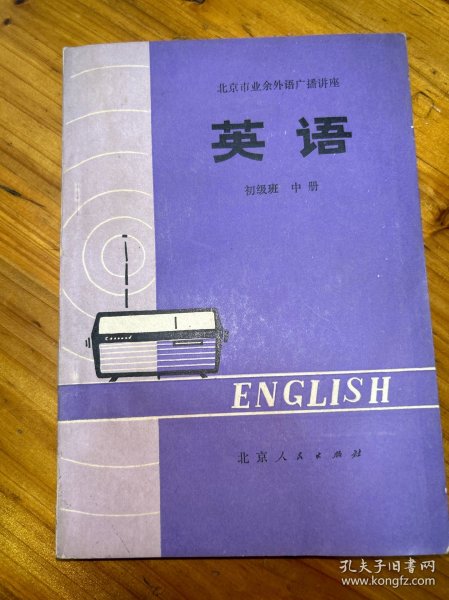 北京市业余外语广播讲座
英语
初级班 中册
ENGLISH
北京人民出版社
孔夫子旧书网
www.kongfz.com